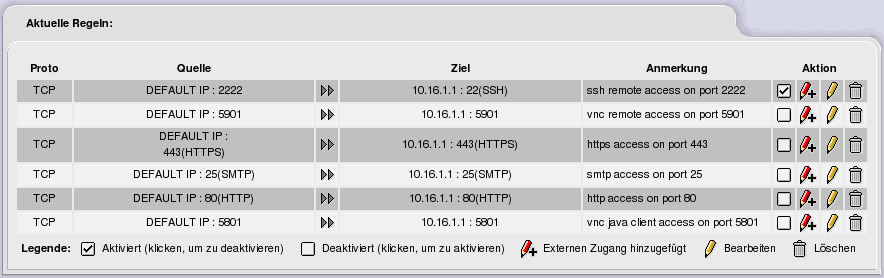 Aktuelle Regeln:
Proto Quelle Ziel Anmerkung Aktion
TCP DEFAULT IP : 2222 10.16.1.1 : 22(SSH) ssh remote access on port 2222
TCP DEFAULT IP : 5901 10.16.1.1 : 5901 vnc remote access on port 5901
TCP DEFAULT IP : 443(HTTPS) 10.16.1.1 : 443(HTTPS) https access on port 443
TCP DEFAULT IP : 25(SMTP) 10.16.1.1 : 25(SMTP) smtp access on port 25
TCP DEFAULT IP : 80(HTTP) 10.16.1.1 : 80(HTTP) http access on port 80
TCP DEFAULT IP : 5801 10.16.1.1 : 5801 vnc java client access on port 5801
Legende: Aktiviert (klicken, um zu deaktivieren) Deaktiviert (klicken, um zu aktivieren) Externen Zugang hinzugefügt Bearbeiten Löschen